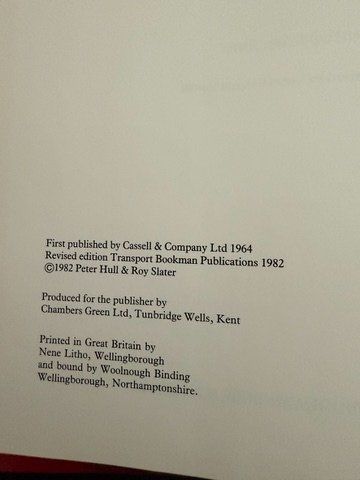 First published by Cassell & Company Ltd 1964
Revised edition Transport Bookman Publications 1982
©1982 Peter Hull & Roy Slater
Produced for the publisher by
Chambers Green Ltd, Tunbridge Wells, Kent
Printed in Great Britain by
Nene Litho, Wellingborough
and bound by Woolnough Binding
Wellingborough, Northamptonshire.